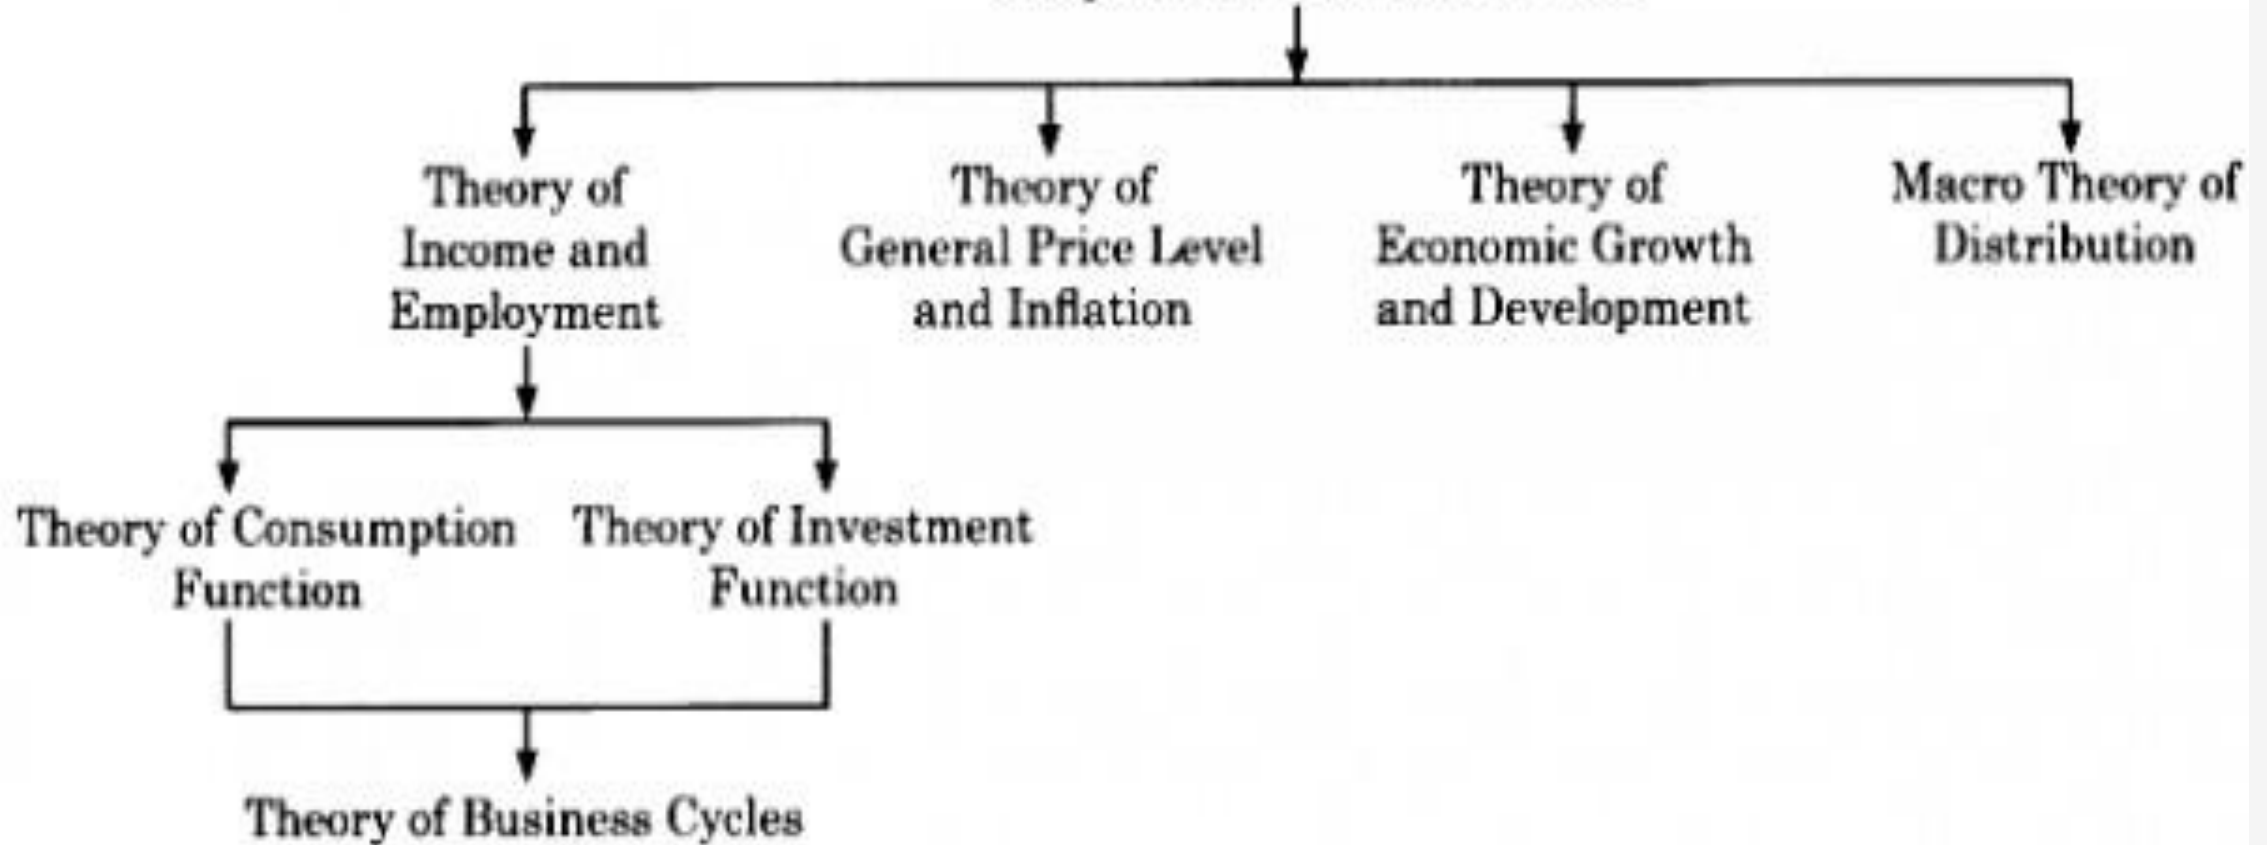 Theory of
Income and
Employment
Theory of
General Price Level
and Inflation
Theory of
Economic Growth
and Development
Macro Theory of
Distribution
Theory of Consumption
Function
Theory of Investment
Function
Theory of Business Cycles